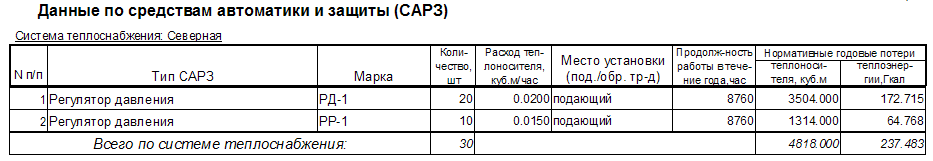 Данные по средствам автоматики и защиты (САРЗ)
Система теплоснабжения: Северная
N п/п Тип САРЗ Марка Коли-чество, шт Расход теп-лоносителя, куб.м/час Место установки (под./обр. тр-д) Продолж-ность работы в тече-ние года,час Нормативные годовые потери теплоноси-теля, куб.м теплоэнер-гии,Гкал
1 Регулятор давления РД-1 20 0.0200 подающий 8760 3504.000 172.715
2 Регулятор давления РР-1 10 0.0150 подающий 8760 1314.000 64.768
Всего по системе теплоснабжения: 30 4818.000 237.483